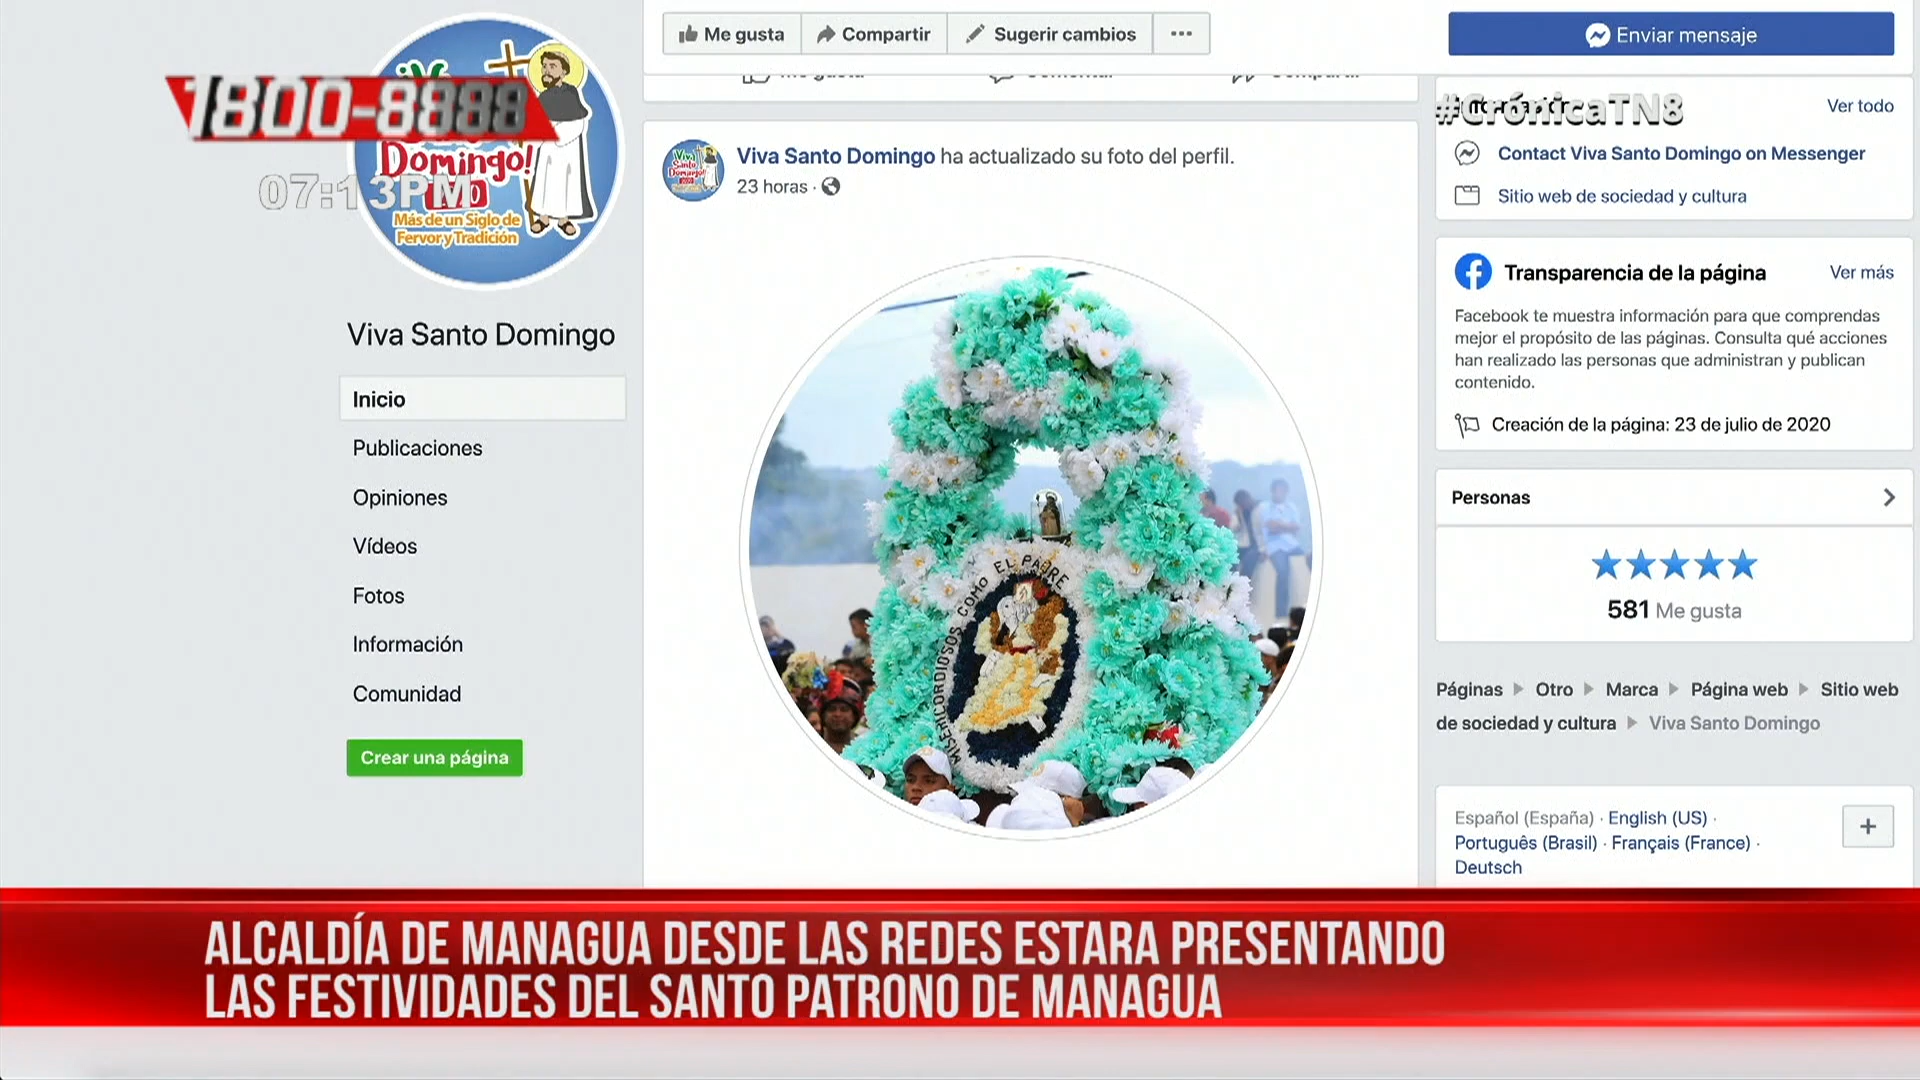 Me gusta
Compartir
Sugerir cambios
Enviar mensaje
1800-8888
#CrónicaTN8
07:13PM
Domingo!
Más de un Siglo de
Fervor y Tradición
Viva Santo Domingo
Inicio
Publicaciones
Opiniones
Vídeos
Fotos
Información
Comunidad
Crear una página
Viva Santo Domingo ha actualizado su foto del perfil.
23 horas ·
MISERICORDIOSOS COMO EL PADRE
Ver todo
Contact Viva Santo Domingo on Messenger
Sitio web de sociedad y cultura
Transparencia de la página
Ver más
Facebook te muestra información para que comprendas
mejor el propósito de las páginas. Consulta qué acciones
han realizado las personas que administran y publican
contenido.
Creación de la página: 23 de julio de 2020
Personas
581 Me gusta
Páginas Otro Marca Página web Sitio web
de sociedad y cultura Viva Santo Domingo
Español (España) · English (US) ·
Português (Brasil) · Français (France) ·
Deutsch
ALCALDÍA DE MANAGUA DESDE LAS REDES ESTARA PRESENTANDO
LAS FESTIVIDADES DEL SANTO PATRONO DE MANAGUA